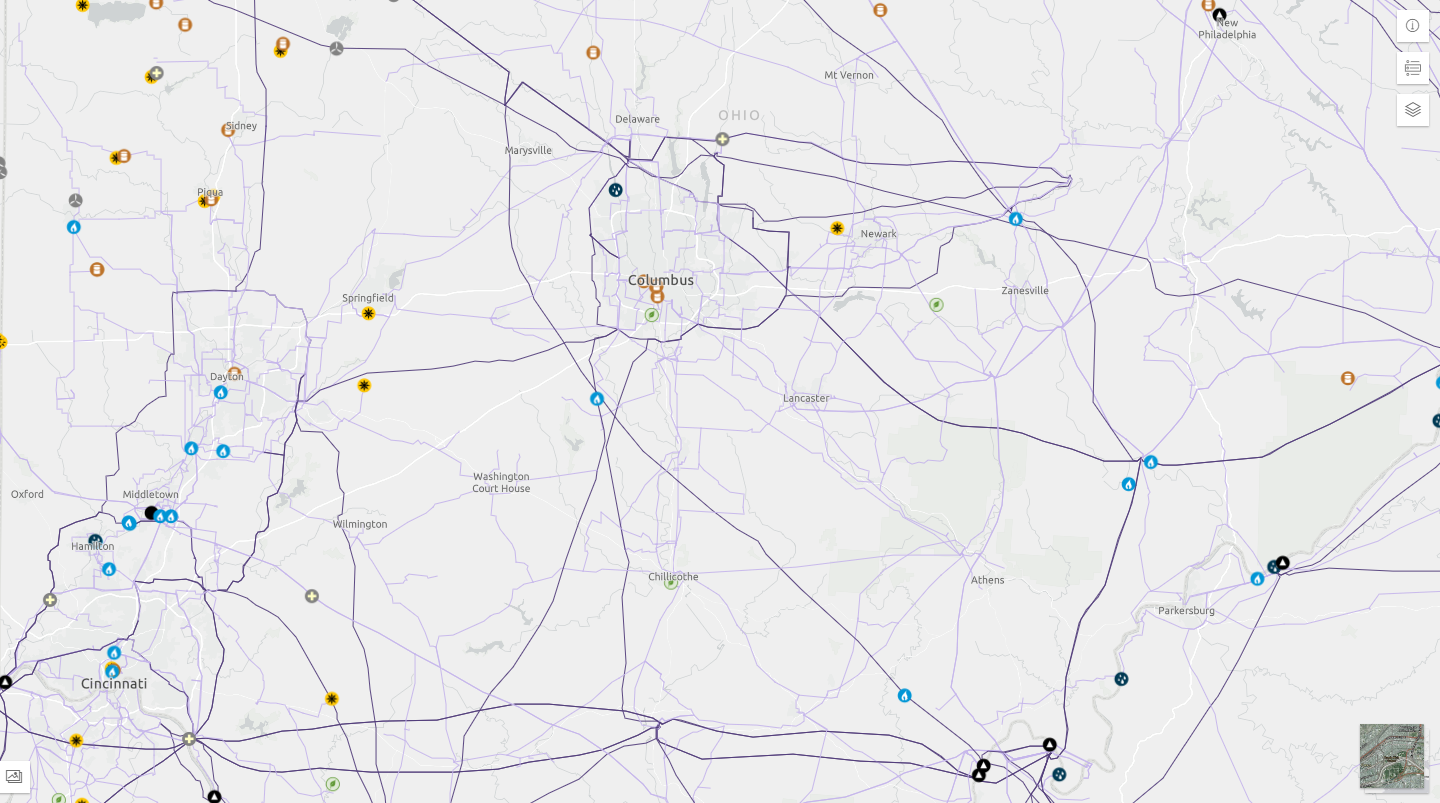 New
Philadelphia
Mt Vernon
OHIO
Delaware
Sidney
Marysville
Piqua
Newark
Columbus
Zanesville
Springfield
Dayton
Lancaster
Washington
Court House
Oxford
Middletown
Wilmington
Hamilton
Chillicothe
Athens
Parkersburg
Cincinnati